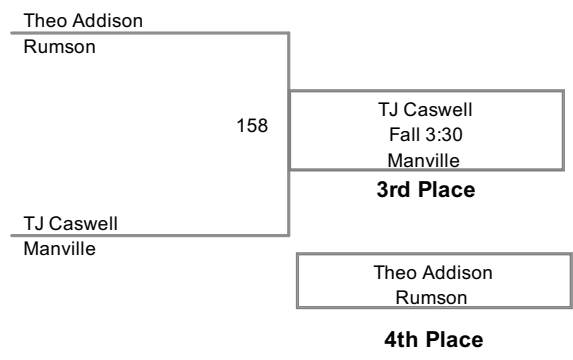 Theo Addison
Rumson
158
TJ Caswell
Fall 3:30
Manville
3rd Place
TJ Caswell
Manville
Theo Addison
Rumson
4th Place